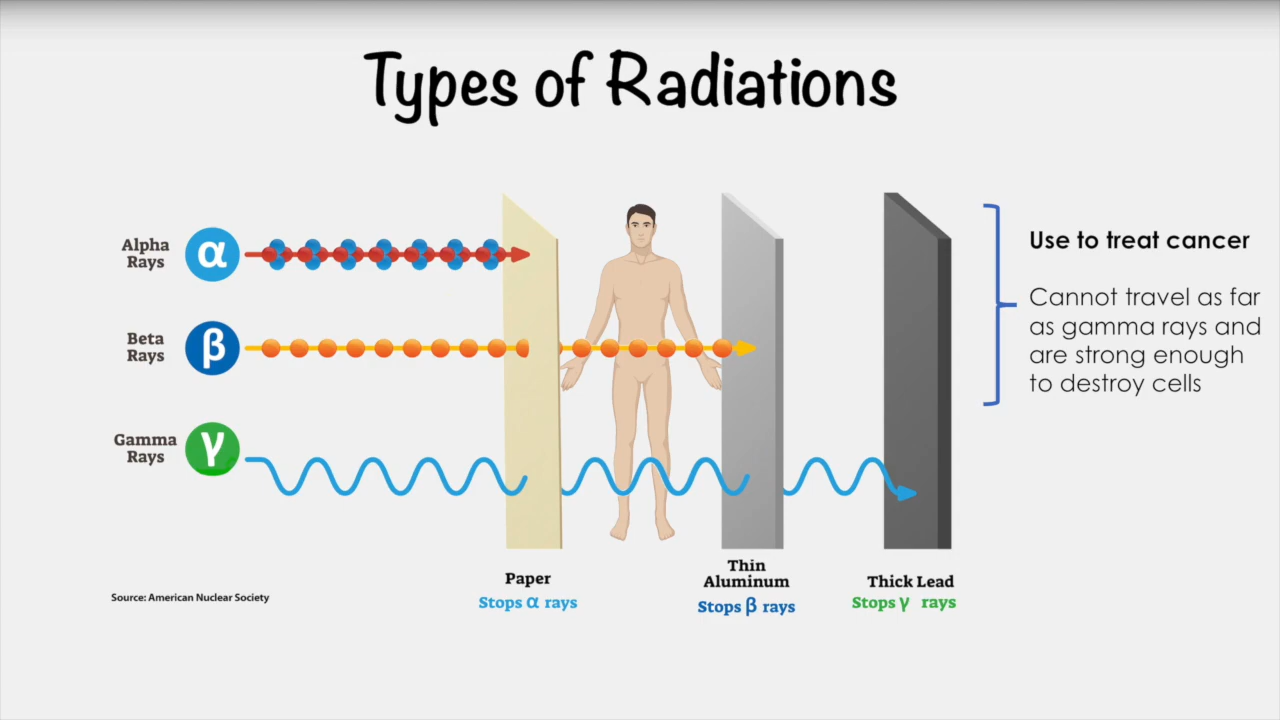 Types of Radiations
Alpha
Rays
α
Beta
Rays
β
Gamma
Rays
γ
Use to treat cancer
Cannot travel as far
as gamma rays and
are strong enough
to destroy cells
Paper
Stops α rays
Thin
Aluminum
Stops β rays
Thick Lead
Stops γ rays
Source: American Nuclear Society